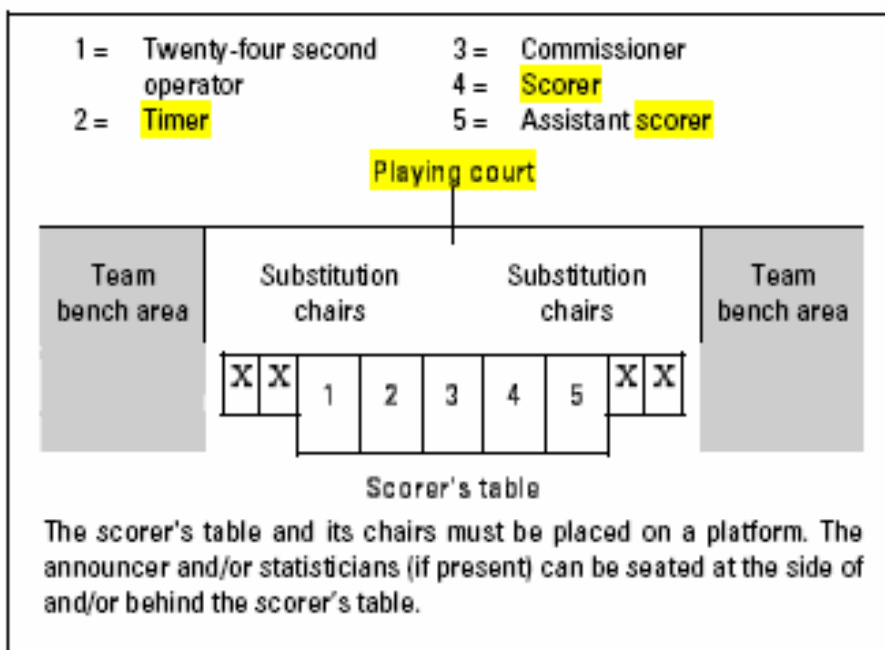 1 = Twenty-four second 3 = Commissioner
operator 4 = Scorer
2 = Timer 5 = Assistant scorer
Playing court
Team Substitution Substitution Team
bench area chairs chairs bench area
X X 1 2 3 4 5 X X
Scorer's table
The scorer's table and its chairs must be placed on a platform. The
announcer and/or statisticians (if present) can be seated at the side of
and/or behind the scorer's table.